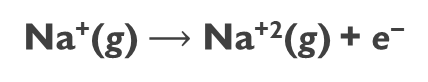 Na⁺(g) ⟶ Na⁺²(g) + e⁻